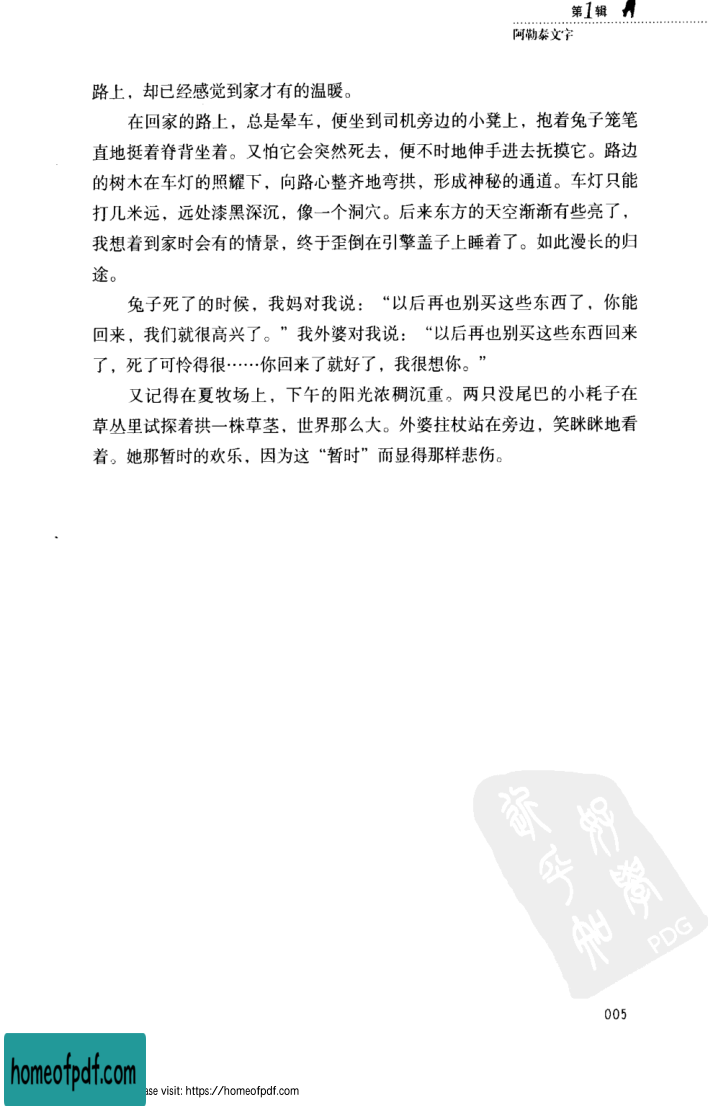 第1辑
阿勒泰文字
路上，却已经感觉到家才有的温暖。
在回家的路上，总是晕车，便坐到司机旁边的小凳上，抱着兔子笼笔
直地挺着脊背坐着。又怕它会突然死去，便不时地伸手进去抚摸它。路边
的树木在车灯的照耀下，向路心整齐地弯拱，形成神秘的通道。车灯只能
打几米远，远处漆黑深沉，像一个洞穴。后来东方的天空渐渐有些亮了，
我想着到家时会有的情景，终于歪倒在引擎盖子上睡着了。如此漫长的归
途。
兔子死了的时候，我妈对我说：“以后再也别买这些东西了，你能
回来，我们就很高兴了。”我外婆对我说：“以后再也别买这些东西回来
了，死了可怜得很……你回来了就好了，我很想你。”
又记得在夏牧场上，下午的阳光浓稠沉重。两只没尾巴的小耗子在
草丛里试探着拱一株草茎，世界那么大。外婆拄杖站在旁边，笑眯眯地看
着。她那暂时的欢乐，因为这“暂时”而显得那样悲伤。
PDG
005
homeofpdf.com
ase visit: https://homeofpdf.com